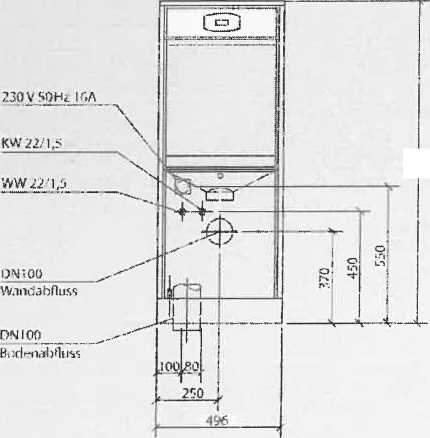 230 V 50Hz 16A
KW 22/1,5
WW 22/1,5
DN100
Wandabfluss
DN100
Bodenabfluss
370
450
550
100 80
250
496